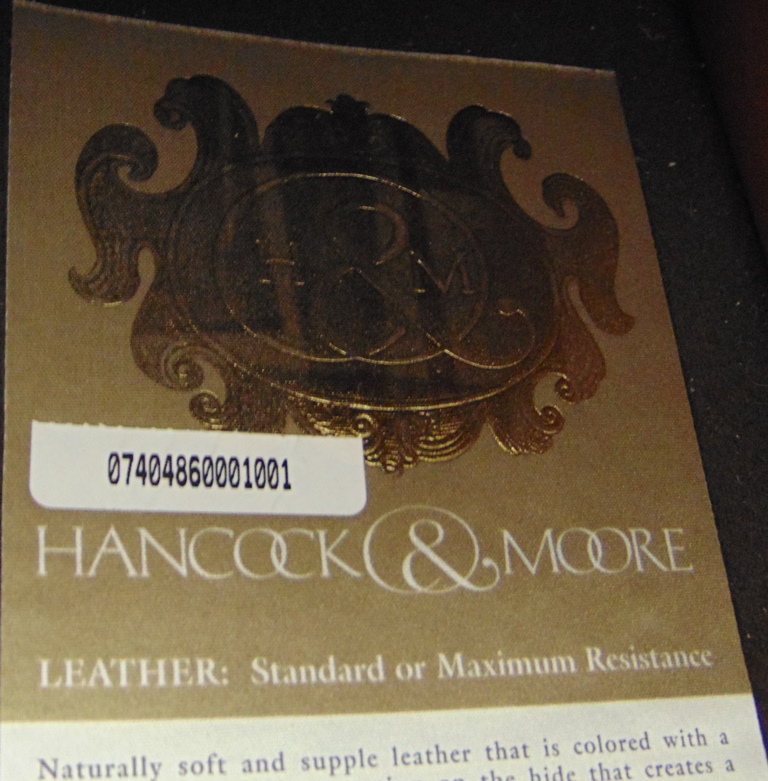 H & M
07404860001001
HANCOCK & MOORE
LEATHER: Standard or Maximum Resistance
Naturally soft and supple leather that is colored with a
on the hide that creates a